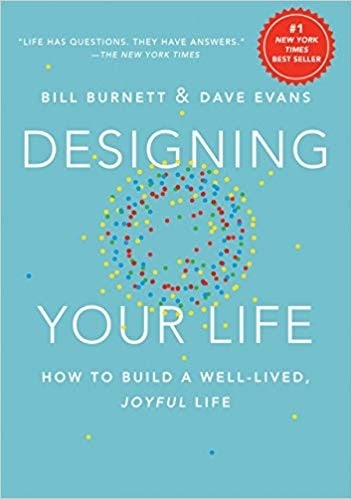 "LIFE HAS QUESTIONS. THEY HAVE ANSWERS."
—THE NEW YORK TIMES
#1
NEW YORK
TIMES
BEST SELLER
BILL BURNETT & DAVE EVANS
DESIGNING
YOUR LIFE
HOW TO BUILD A WELL-LIVED,
JOYFUL LIFE